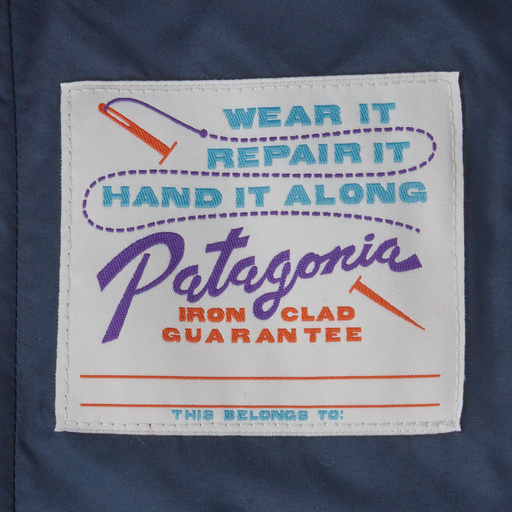 WEAR IT
REPAIR IT
HAND IT ALONG
Patagonia
IRON CLAD
GUARANTEE
THIS BELONGS TO: